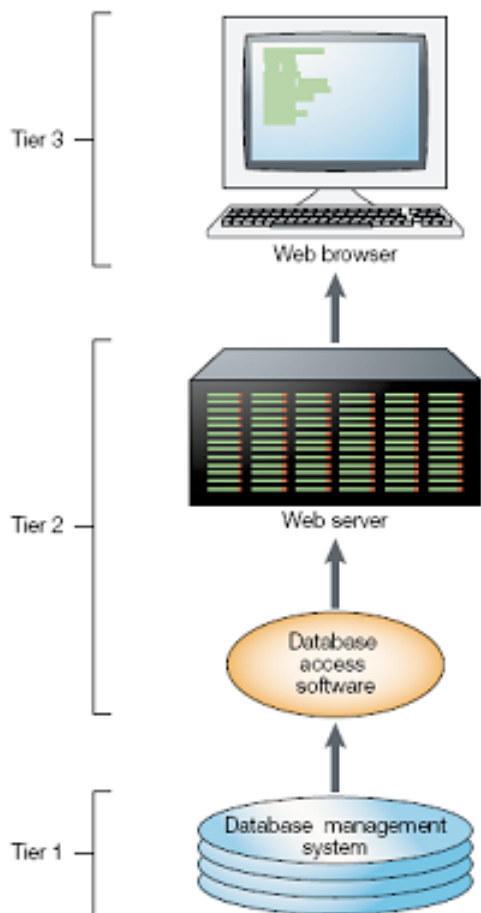 Tier 3
Web browser
Tier 2
Web server
Database
access
software
Tier 1
Database management
system